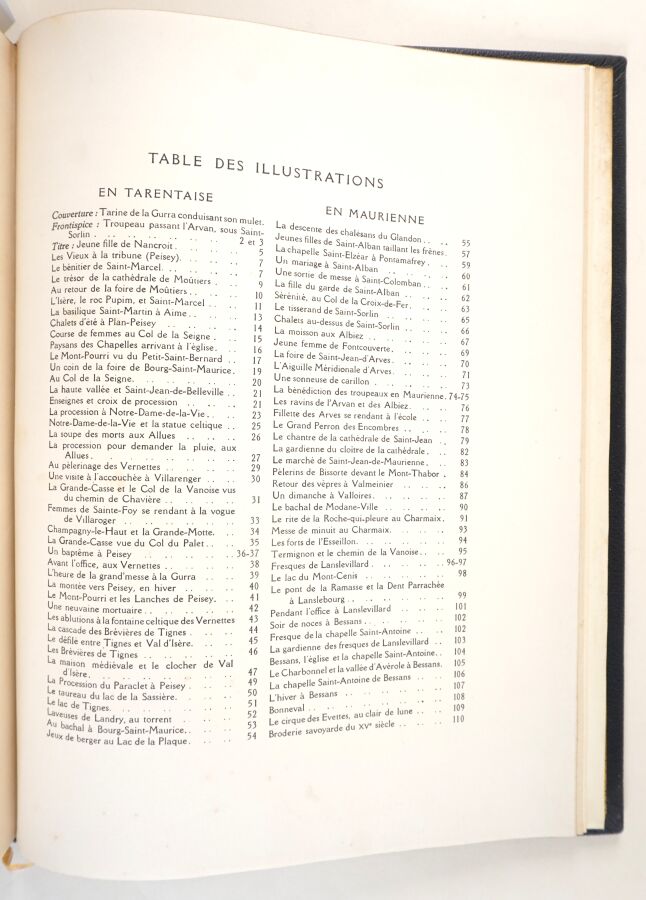 TABLE DES ILLUSTRATIONS
EN TARENTAISE
Couverture : Tarine de la Gurra conduisant son mulet.
Frontispice : Troupeau passant l'Arvan, sous Saint-
Sorlin . . . . . . . . . 2 et 3
Titre : Jeune fille de Nancroit . . . . . 5
Les Vieux à la tribune (Peisey). . . . . 7
Le bénitier de Saint-Marcel. . . . . . 7
Le trésor de la cathédrale de Moûtiers . . 9
Au retour de la foire de Moûtiers . . . . 10
L'Isère, le roc Pupim, et Saint-Marcel . . . 11
La basilique Saint-Martin à Aime . . . . 13
Chalets d'été à Plan-Peisey . . . . . 14
Course de femmes au Col de la Seigne . . . 15
Paysans des Chapelles arrivant à l'église. . . 16
Le Mont-Pourri vu du Petit-Saint-Bernard . . 17
Un coin de la foire de Bourg-Saint-Maurice. 19
Au Col de la Seigne. . . . . . . 20
La haute vallée et Saint-Jean-de-Belleville . . 21
Enseignes et croix de procession . . . . 21
La procession à Notre-Dame-de-la-Vie . . . 23
Notre-Dame-de-la-Vie et la statue celtique . . 25
La soupe des morts aux Allues . . . . 26
La procession pour demander la pluie, aux
Allues. . . . . . . . . . 27
Au pèlerinage des Vernettes . . . . . 29
Une visite à l'accouchée à Villarenger . . . 30
La Grande-Casse et le Col de la Vanoise vus
du chemin de Chavière . . . . . . 31
Femmes de Sainte-Foy se rendant à la vogue
de Villaroger . . . . . . . . 33
Champagny-le-Haut et la Grande-Motte. . . 34
La Grande-Casse vue du Col du Palet . . . 35
Un baptême à Peisey . . . . . . 36-37
Avant l'office, aux Vernettes . . . . . 38
L'heure de la grand'messe à la Gurra . . . 39
La montée vers Peisey, en hiver . . . . 40
Le Mont-Pourri et les Lanches de Peisey. . . 41
Une neuvaine mortuaire . . . . . . 42
Les ablutions à la fontaine celtique des Vernettes 43
La cascade des Brévières de Tignes . . . . 44
Le défilé entre Tignes et Val d'Isère. . . . 45
Les Brévières de Tignes . . . . . . 46
La maison médiévale et le clocher de Val
d'Isère. . . . . . . . . 47
La Procession du Paraclet à Peisey . . . 49
Le taureau du lac de la Sassière. . . . . 50
Le lac de Tignes. . . . . . . . 51
Laveuses de Landry, au torrent . . . . 52
Au bachal à Bourg-Saint-Maurice. . . . 53
Jeux de berger au Lac de la Plaque. . . . 54
EN MAURIENNE
La descente des chalésans du Glandon . . . . 55
Jeunes filles de Saint-Alban taillant les frênes. 57
La chapelle Saint-Elzéar à Pontamafrey . . . 59
Un mariage à Saint-Alban . . . . . 60
Une sortie de messe à Saint-Colomban . . . 61
La fille du garde de Saint-Alban . . . . 62
Sérénité, au Col de la Croix-de-Fer. . . . 63
Le tisserand de Saint-Sorlin . . . . . 65
Chalets au-dessus de Saint-Sorlin . . . . 66
La moisson aux Albiez . . . . . . 67
Jeune femme de Fontcouverte. . . . . 69
La foire de Saint-Jean-d'Arves. . . . . 70
L'Aiguille Méridionale d'Arves. . . . . 71
Une sonneuse de carillon . . . . . . 73
La bénédiction des troupeaux en Maurienne. 74-75
Les ravins de l'Arvan et des Albiez. . . . 76
Fillette des Arves se rendant à l'école . . . 77
Le Grand Perron des Encombres . . . . 78
Le chantre de la cathédrale de Saint-Jean . . 79
La gardienne du cloître de la cathédrale. . . 82
Le marché de Saint-Jean-de-Maurienne. . . 83
Pèlerins de Bissorte devant le Mont-Thabor . 84
Retour des vêpres à Valmeinier . . . . 86
Un dimanche à Valloires. . . . . . 87
Le bachal de Modane-Ville . . . . . 90
Le rite de la Roche-qui-pleure au Charmaix. 91
Messe de minuit au Charmaix. . . . . 93
Les forts de l'Esseillon. . . . . . . 94
Termignon et le chemin de la Vanoise . . . 95
Fresques de Lanslevillard . . . . . . 96-97
Le lac du Mont-Cenis . . . . . . 98
Le pont de la Ramasse et la Dent Parrachée
à Lanslebourg . . . . . . . 99
Pendant l'office à Lanslevillard . . . . 101
Soir de noces à Bessans . . . . . . 102
Fresque de la chapelle Saint-Antoine . . . 102
La gardienne des fresques de Lanslevillard . . 103
Bessans, l'église et la chapelle Saint-Antoine. . 104
Le Charbonnel et la vallée d'Avérole à Bessans. 105
La chapelle Saint-Antoine de Bessans . . . 106
L'hiver à Bessans . . . . . . . 107
Bonneval . . . . . . . . . 108
Le cirque des Evettes, au clair de lune . . . 109
Broderie savoyarde du XVe siècle . . . . 110